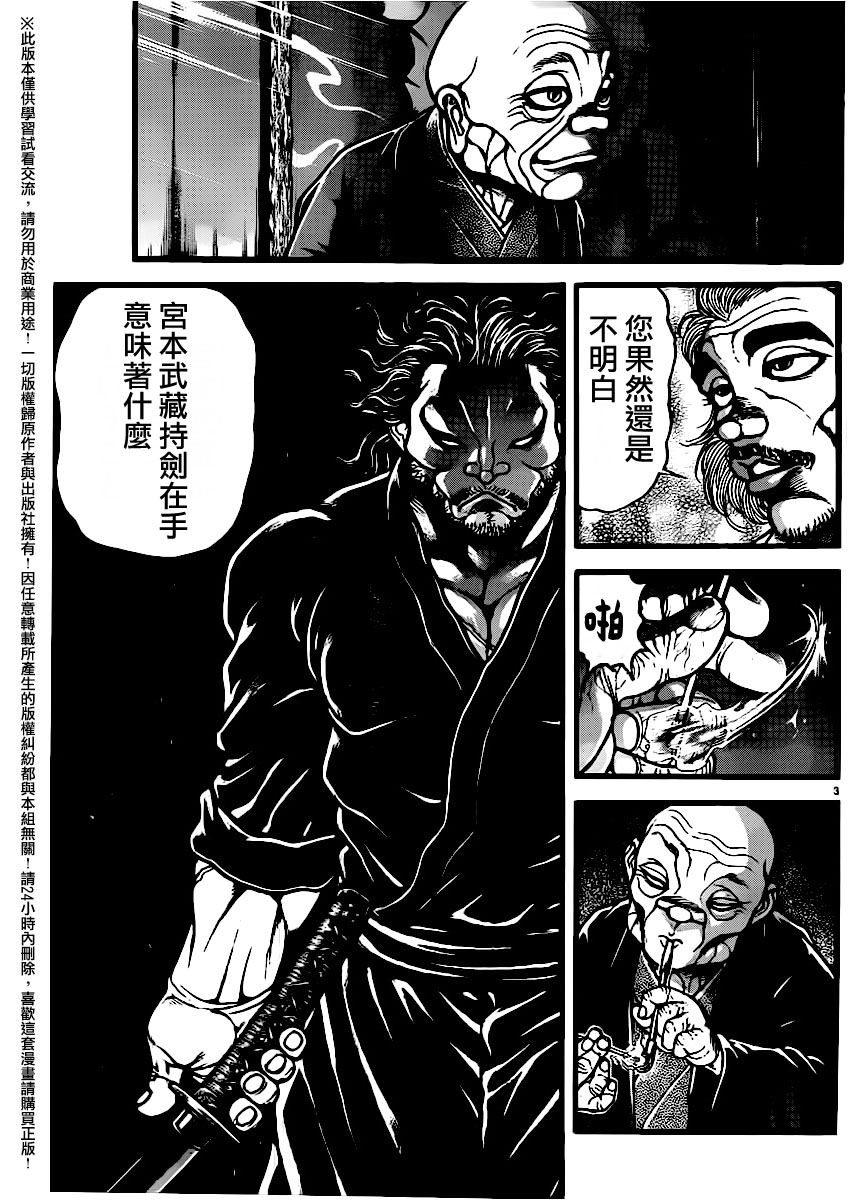 您果然還是
不明白
啪
3
宮本武藏持劍在手
意味著什麼
※此版本僅供學習試看交流，請勿用於商業用途！一切版權歸原作者與出版社擁有！因任意轉載所產生的版權糾紛都與本組無關！請24小時內刪除，喜歡這套漫畫請購買正版！